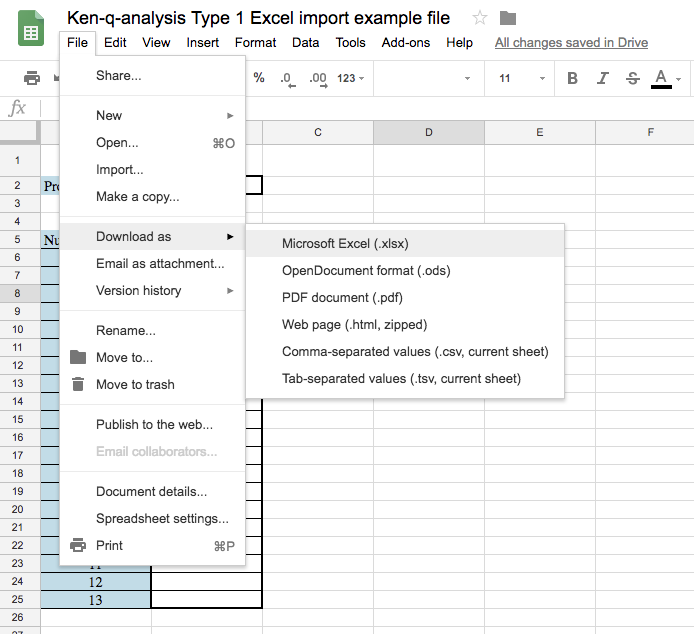 Ken-q-analysis Type 1 Excel import example file
File Edit View Insert Format Data Tools Add-ons Help All changes saved in Drive
% .0 .00 123 11 B I S A
fx
C D E F
Share...
New
Open... ⌘O
Import...
Make a copy...
Download as
Email as attachment...
Version history
Rename...
Move to...
Move to trash
Publish to the web...
Email collaborators...
Document details...
Spreadsheet settings...
Print ⌘P
Microsoft Excel (.xlsx)
OpenDocument format (.ods)
PDF document (.pdf)
Web page (.html, zipped)
Comma-separated values (.csv, current sheet)
Tab-separated values (.tsv, current sheet)
1
2 Pro
3
4
5 Nu
6
7
8
9
10
11
12
13
14
15
16
17
18
19
20
21
22
23 11
24 12
25 13
26
27